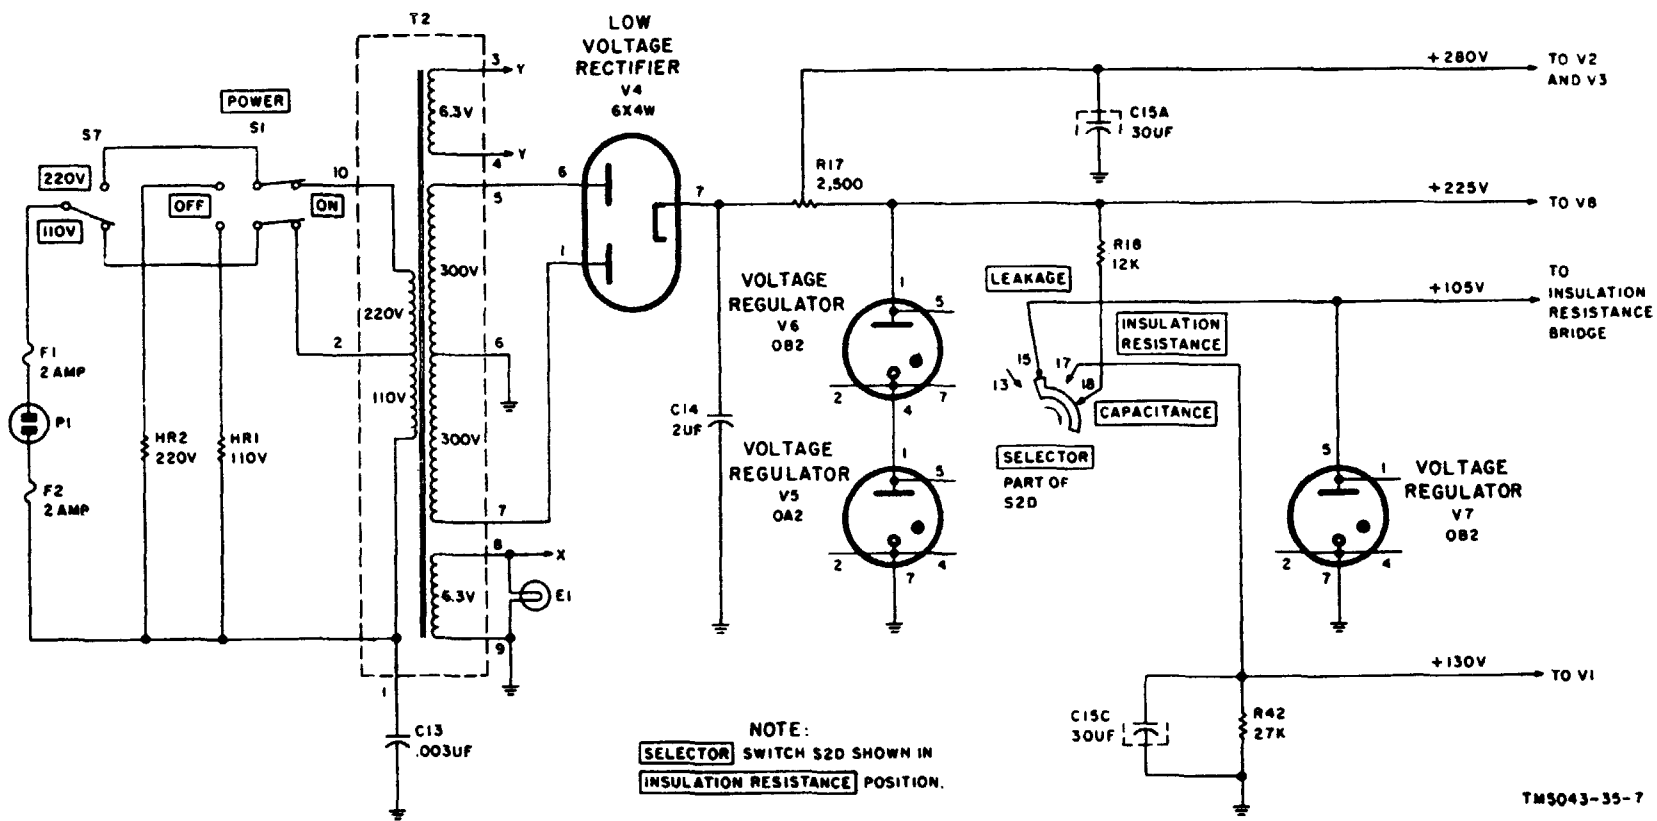 T2
LOW
VOLTAGE
RECTIFIER
V4
6X4W
POWER
S1
S7
220V
110V
OFF
ON
10
2
3
Y
6.3V
4
Y
5
6
1
7
300V
220V
6
110V
300V
7
8
X
6.3V
E1
9
1
F1
2 AMP
P1
F2
2 AMP
HR2
220V
HR1
110V
C13
.003UF
R17
2,500
C14
2UF
+280V
TO V2
AND V3
C15A
30UF
+225V
TO V8
R18
12K
LEAKAGE
+105V
TO
INSULATION
RESISTANCE
BRIDGE
INSULATION
RESISTANCE
15
17
13
18
CAPACITANCE
SELECTOR
PART OF
S2D
VOLTAGE
REGULATOR
V6
OB2
1
5
2
4
7
VOLTAGE
REGULATOR
V5
OA2
1
5
2
7
4
VOLTAGE
REGULATOR
V7
OB2
5
1
2
7
4
+130V
TO V1
C15C
30UF
R42
27K
NOTE:
SELECTOR SWITCH S2D SHOWN IN
INSULATION RESISTANCE POSITION.
TM5043-35-7